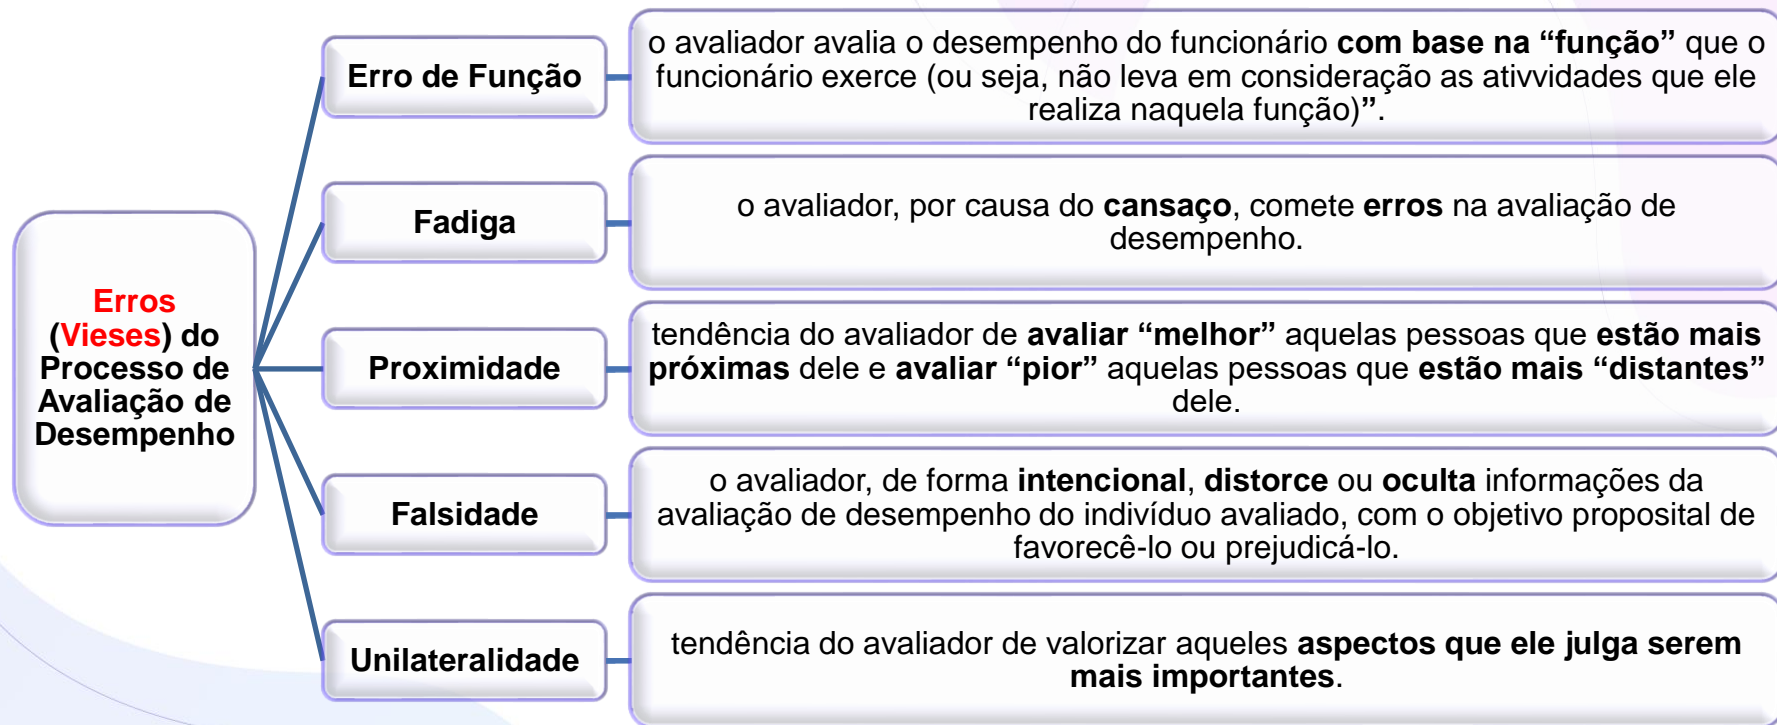 Erros
(Vieses) do
Processo de
Avaliação de
Desempenho
Erro de Função
o avaliador avalia o desempenho do funcionário com base na “função” que o
funcionário exerce (ou seja, não leva em consideração as ativvidades que ele
realiza naquela função)”.
Fadiga
o avaliador, por causa do cansaço, comete erros na avaliação de
desempenho.
Proximidade
tendência do avaliador de avaliar “melhor” aquelas pessoas que estão mais
próximas dele e avaliar “pior” aquelas pessoas que estão mais “distantes”
dele.
Falsidade
o avaliador, de forma intencional, distorce ou oculta informações da
avaliação de desempenho do indivíduo avaliado, com o objetivo proposital de
favorecê-lo ou prejudicá-lo.
Unilateralidade
tendência do avaliador de valorizar aqueles aspectos que ele julga serem
mais importantes.